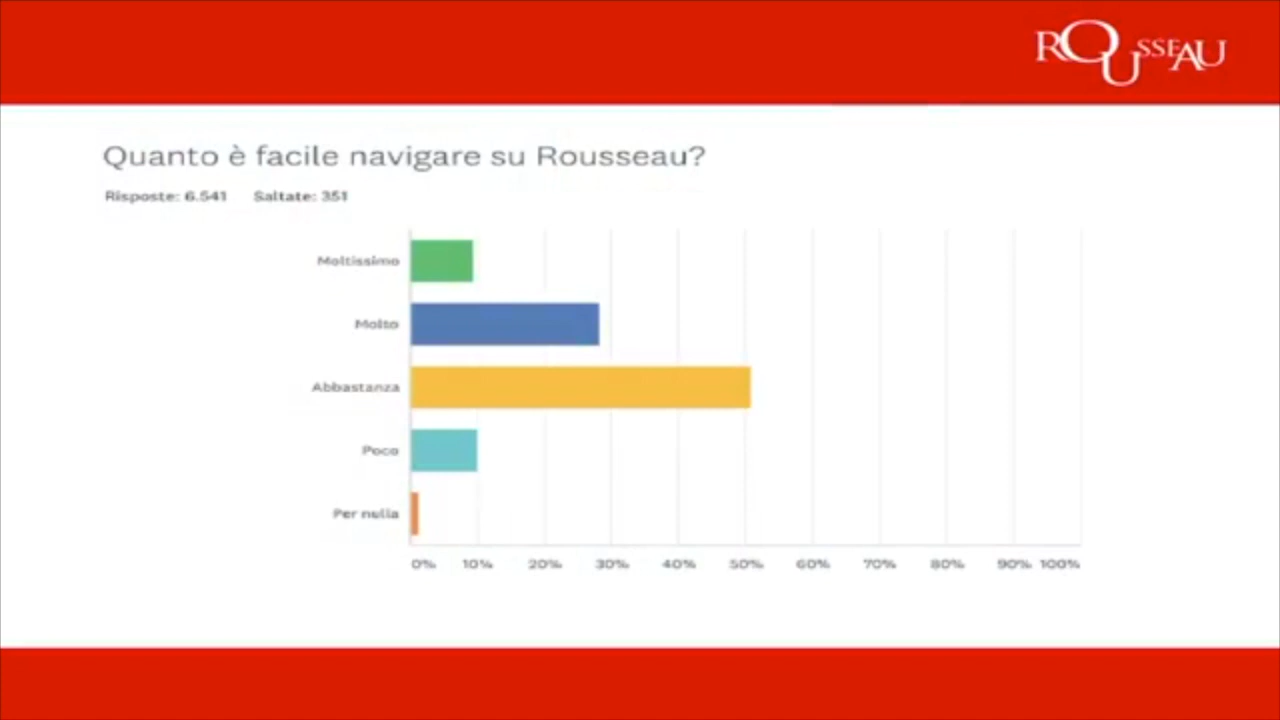 ROUSSEAU
Quanto è facile navigare su Rousseau?
Risposte: 6.541 Saltate: 351
Moltissimo
Molto
Abbastanza
Poco
Per nulla
0% 10% 20% 30% 40% 50% 60% 70% 80% 90% 100%